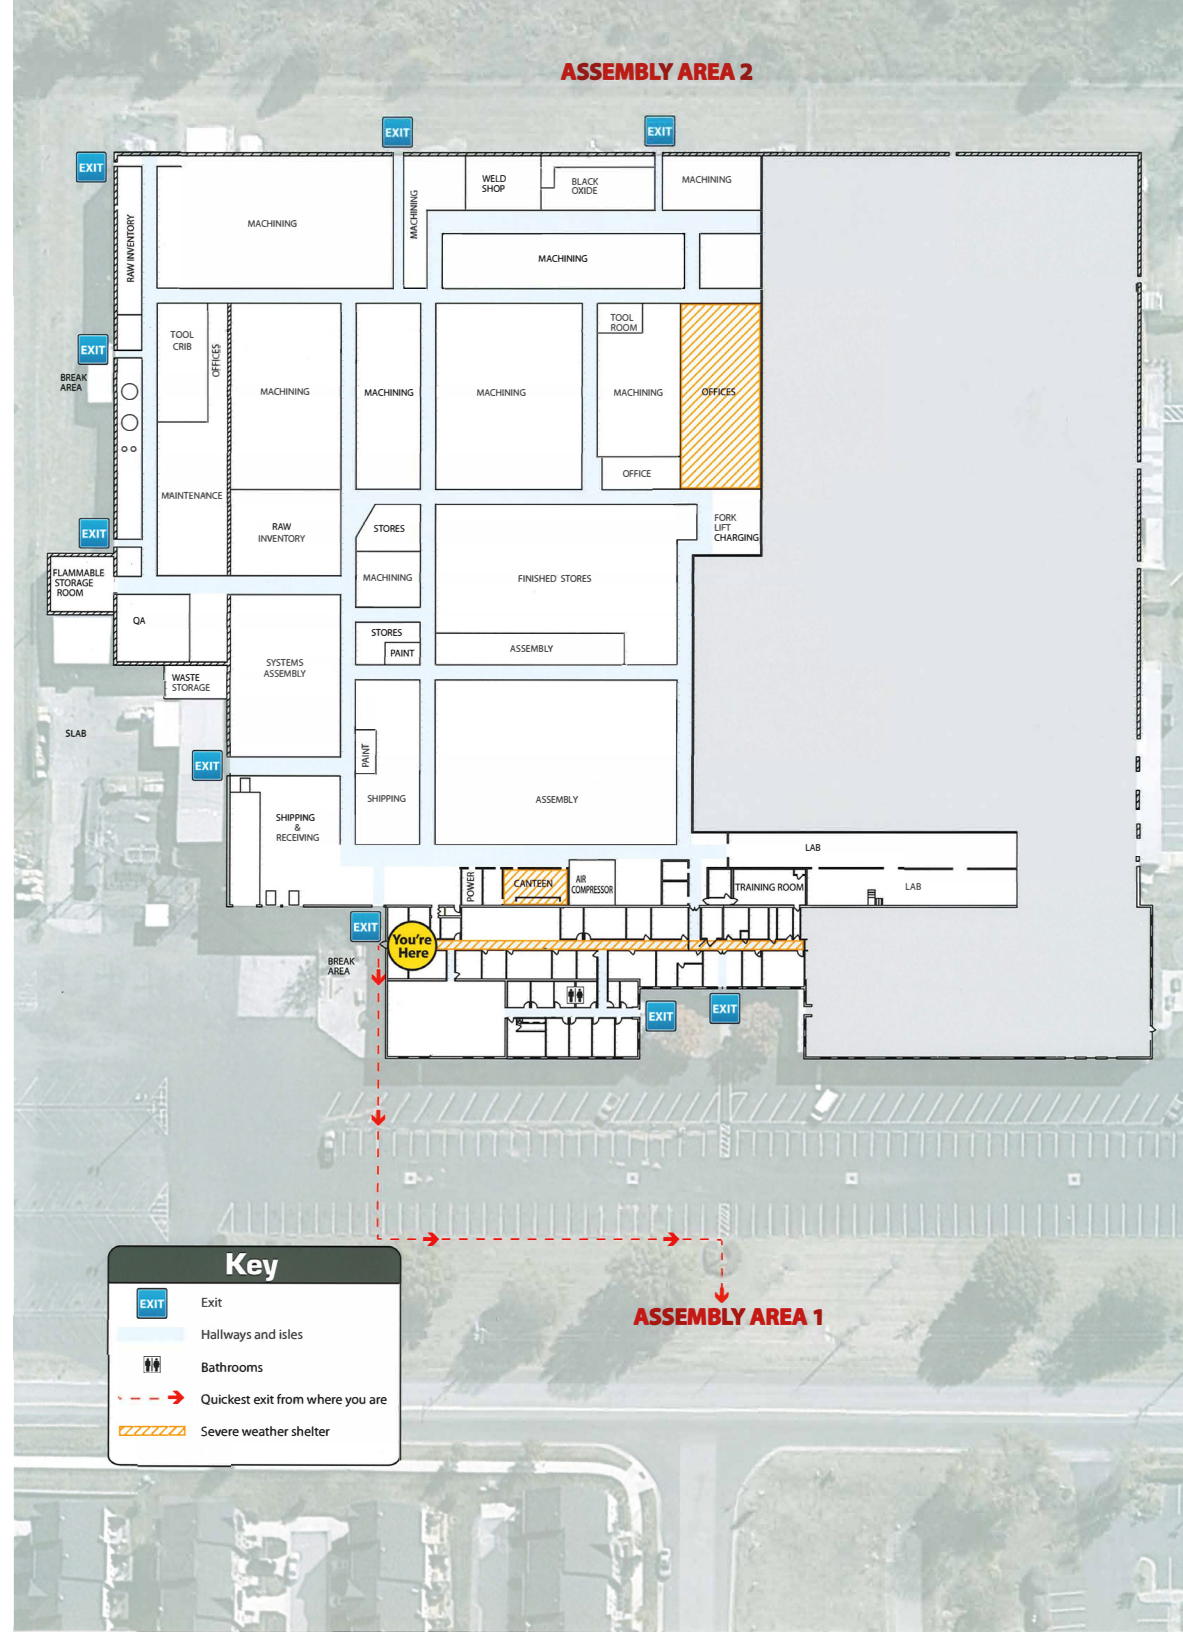 ASSEMBLY AREA 2
EXIT
EXIT
EXIT
WELD
SHOP
BLACK
OXIDE
MACHINING
MACHINING
MACHINING
RAW INVENTORY
MACHINING
TOOL
CRIB
OFFICES
TOOL
ROOM
EXIT
BREAK
AREA
MACHINING
MACHINING
MACHINING
MACHINING
OFFICES
OFFICE
MAINTENANCE
RAW
INVENTORY
STORES
FORK
LIFT
CHARGING
EXIT
FLAMMABLE
STORAGE
ROOM
MACHINING
FINISHED STORES
QA
STORES
PAINT
ASSEMBLY
SYSTEMS
ASSEMBLY
WASTE
STORAGE
SLAB
PAINT
EXIT
SHIPPING
ASSEMBLY
SHIPPING
&
RECEIVING
LAB
POWER
CANTEEN
AIR
COMPRESSOR
TRAINING ROOM
LAB
EXIT
You're
Here
BREAK
AREA
EXIT
EXIT
ASSEMBLY AREA 1
Key
EXIT
Exit
Hallways and isles
Bathrooms
Quickest exit from where you are
Severe weather shelter